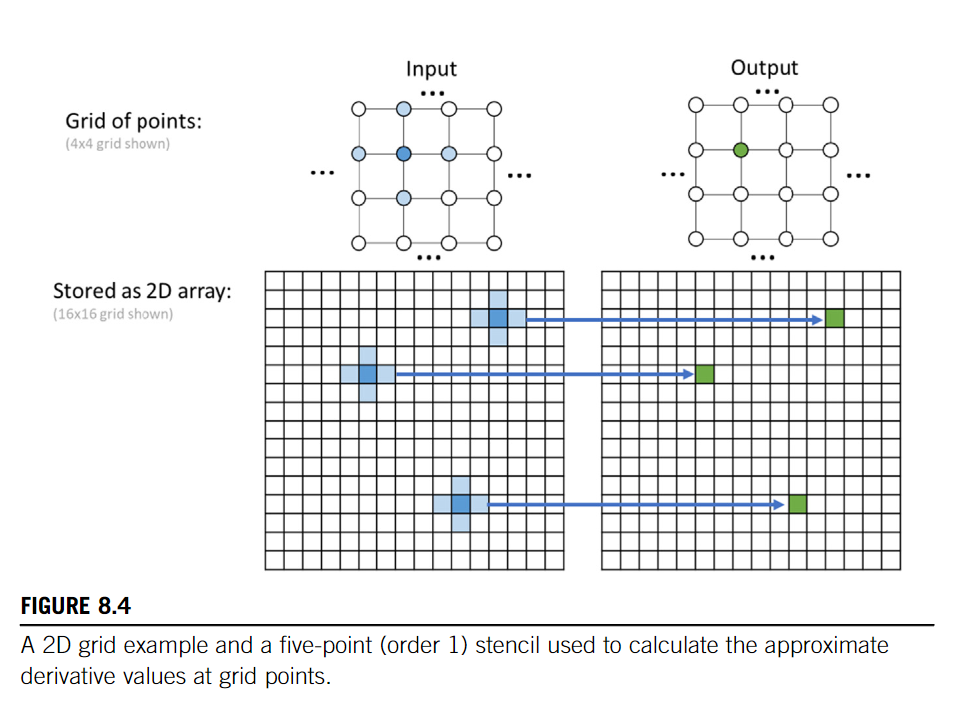 Input
Output
...
...
Grid of points:
(4x4 grid shown)
...
...
...
...
...
...
Stored as 2D array:
(16x16 grid shown)
FIGURE 8.4
A 2D grid example and a five-point (order 1) stencil used to calculate the approximate
derivative values at grid points.